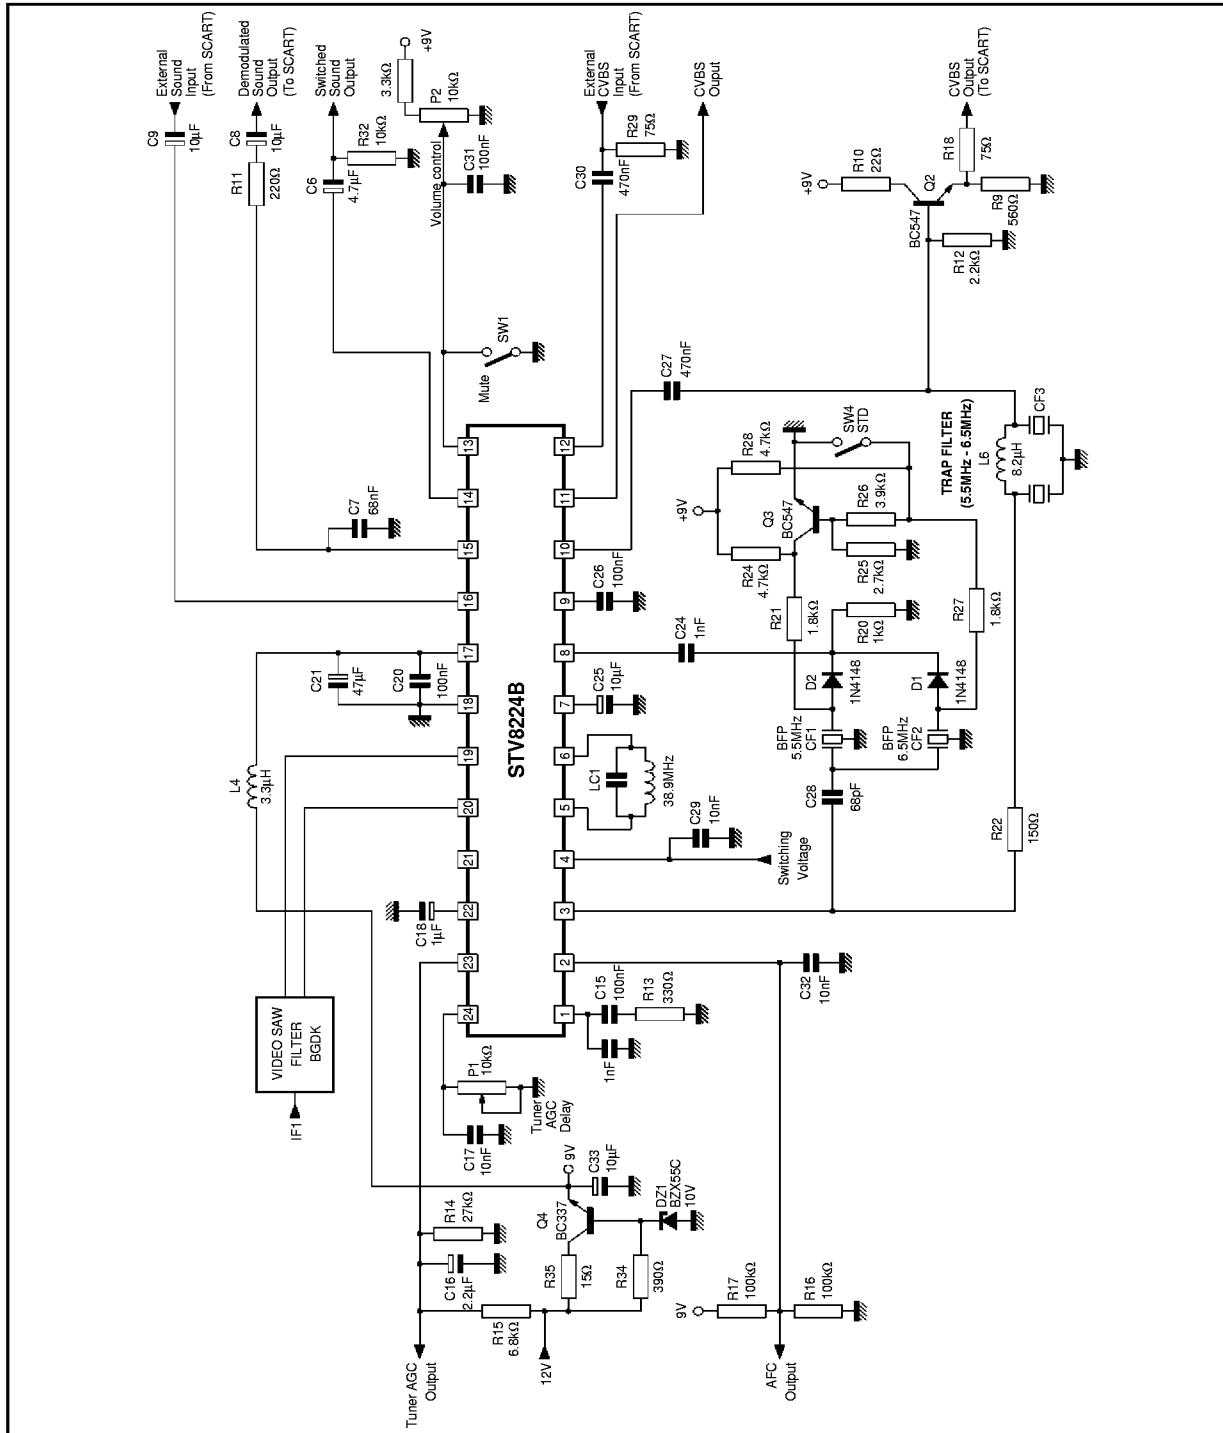 External
Sound
Input
(From SCART)
C9
10µF
Demodulated
Sound
Output
(To SCART)
C8
10µF
R11
220Ω
Switched
Sound
Output
C6
4.7µF
R32
10kΩ
+9V
3.3kΩ
P2
10kΩ
Volume control
C31
100nF
External
CVBS
Input
(From SCART)
C30
470nF
R29
75Ω
CVBS
Ouput
CVBS
Output
(To SCART)
R18
75Ω
+9V
R10
22Ω
Q2
BC547
R9
560Ω
R12
2.2kΩ
Mute
SW1
C27
470nF
C7
68nF
13
14
15
16
17
18
19
20
21
22
23
24
12
11
10
9
8
7
6
5
4
3
2
1
STV8224B
C26
100nF
C21
47µF
C20
100nF
L4
3.3µH
C24
1nF
C25
10µF
LC1
38.9MHz
C29
10nF
Switching
Voltage
+9V
R28
4.7kΩ
SW4
STD
Q3
BC547
R24
4.7kΩ
R26
3.9kΩ
R25
2.7kΩ
R21
1.8kΩ
R20
1kΩ
R27
1.8kΩ
D2
1N4148
D1
1N4148
BFP
5.5MHz
CF1
BFP
6.5MHz
CF2
C28
68pF
R22
150Ω
TRAP FILTER
(5.5MHz - 6.5MHz)
L6
8.2µH
CF3
C18
1µF
VIDEO SAW
FILTER
BGDK
IF1
C15
100nF
R13
330Ω
1nF
C32
10nF
P1
10kΩ
Tuner
AGC
Delay
C17
10nF
9V
C33
10µF
Q4
BC337
DZ1
BZX55C
10V
R14
27kΩ
C16
2.2µF
R35
15Ω
R34
390Ω
R15
6.8kΩ
12V
Tuner AGC
Output
9V
R17
100kΩ
R16
100kΩ
AFC
Output